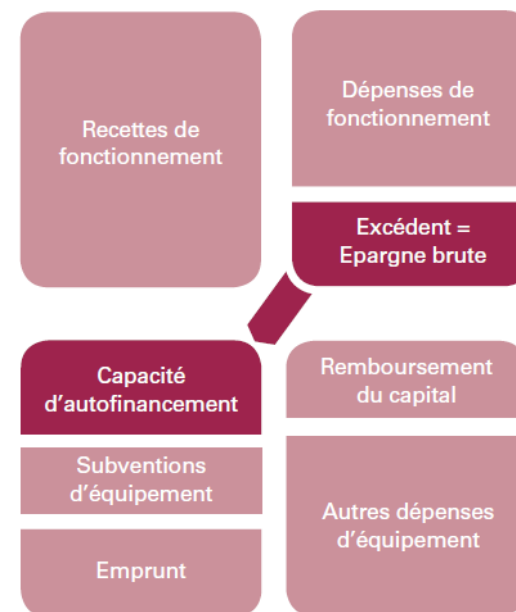 Recettes de
fonctionnement
Dépenses de
fonctionnement
Excédent =
Epargne brute
Capacité
d'autofinancement
Remboursement
du capital
Subventions
d'équipement
Autres dépenses
d'équipement
Emprunt